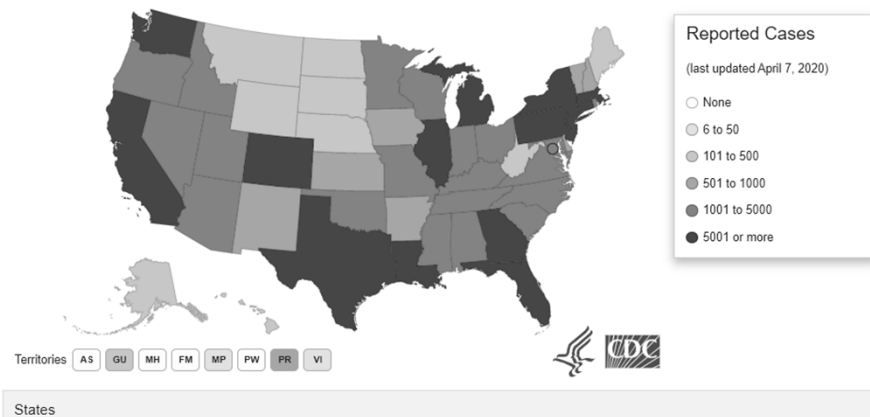 Reported Cases
(last updated April 7, 2020)
None
6 to 50
101 to 500
501 to 1000
1001 to 5000
5001 or more
Territories AS GU MH FM MP PW PR VI
CDC
States